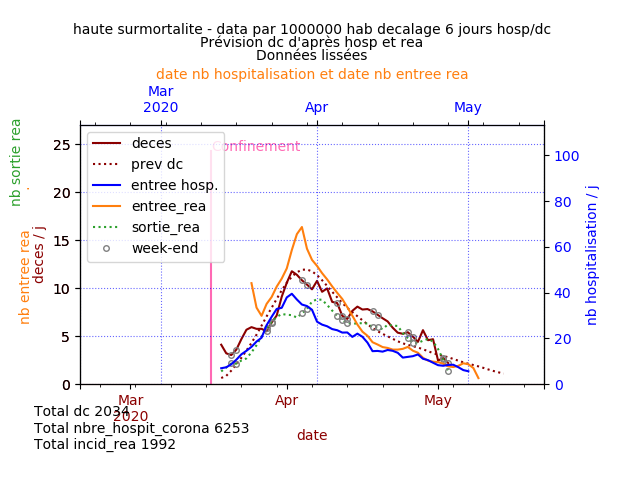 haute surmortalite - data par 1000000 hab decalage 6 jours hosp/dc
Prévision dc d'après hosp et rea
Données lissées
date nb hospitalisation et date nb entree rea
Mar
2020
Apr
May
Confinement
deces
prev dc
entree hosp.
entree_rea
sortie_rea
week-end
nb sortie rea
nb entree rea
deces / j
25
20
15
10
5
0
nb hospitalisation / j
100
80
60
40
20
0
Mar
2020
Apr
May
date
Total dc 2034
Total nbre_hospit_corona 6253
Total incid_rea 1992